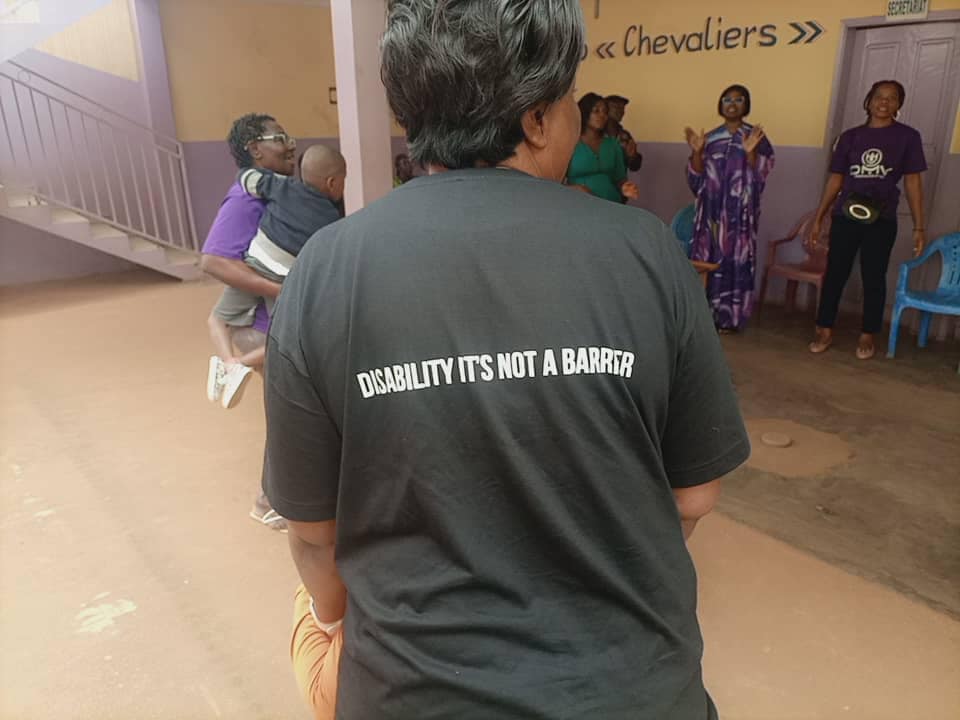 SECRETARIAT
« Chevaliers »
DISABILITY IT'S NOT A BARRER